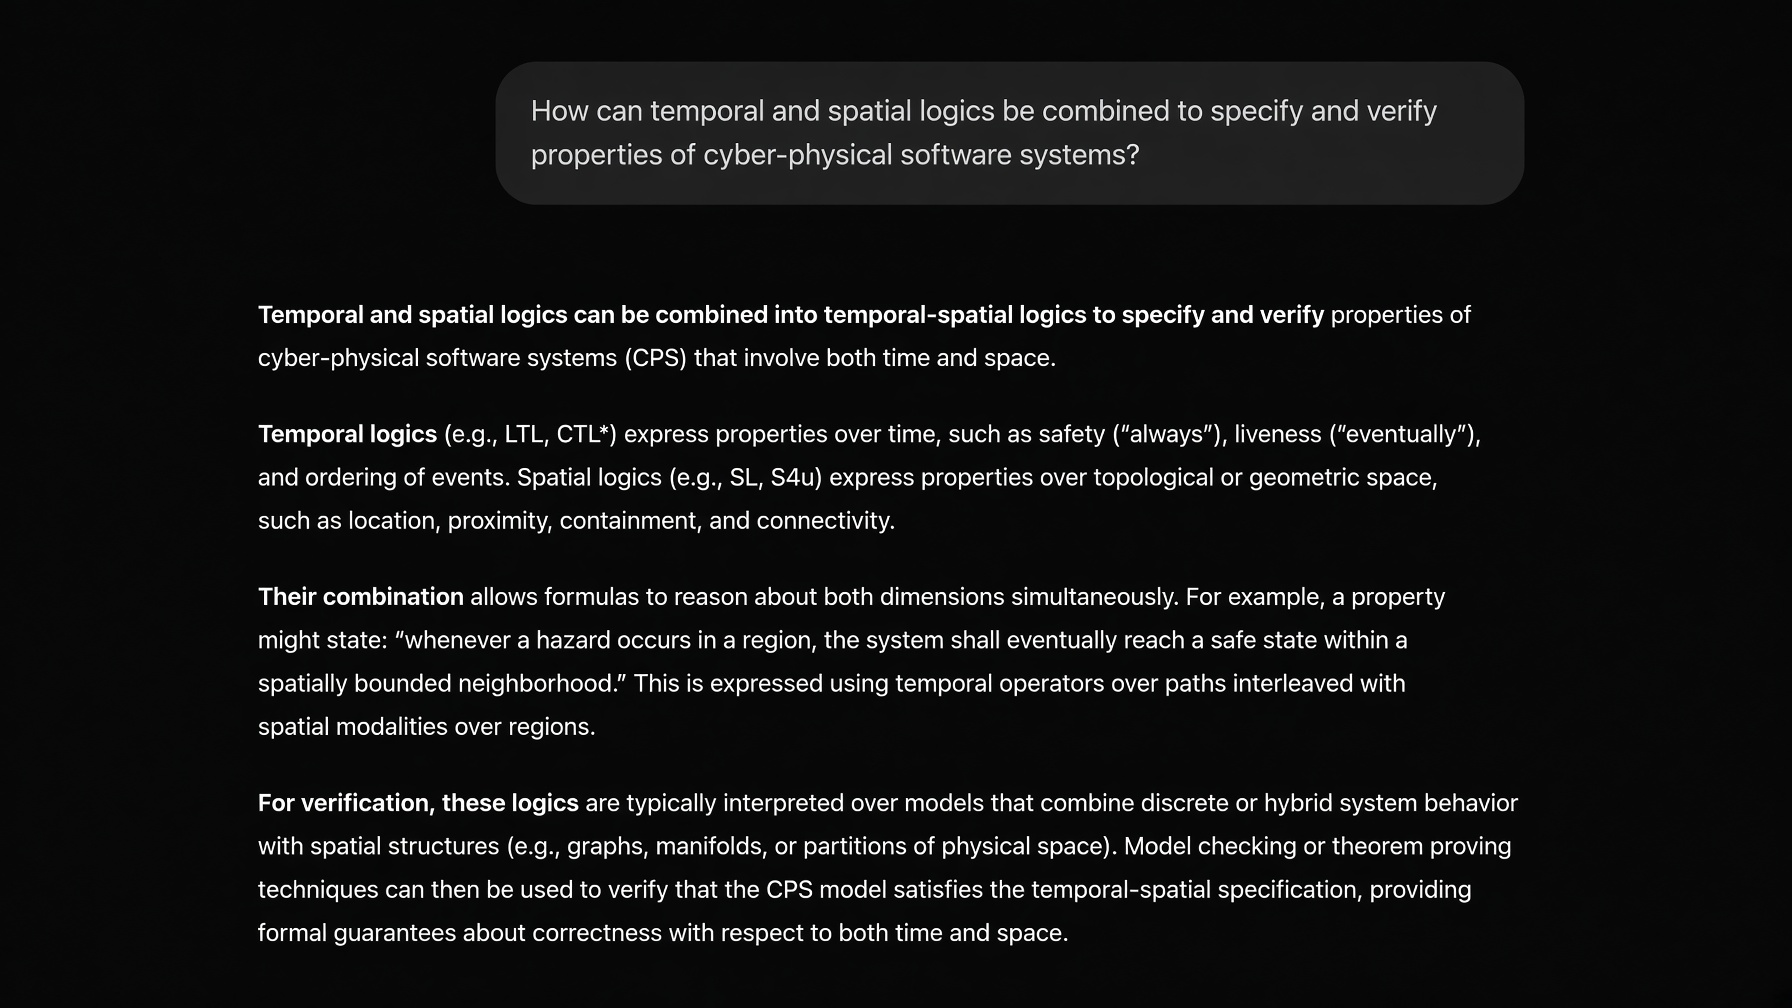 How can temporal and spatial logics be combined to specify and verify
properties of cyber-physical software systems?
Temporal and spatial logics can be combined into temporal-spatial logics to specify and verify properties of
cyber-physical software systems (CPS) that involve both time and space.
Temporal logics (e.g., LTL, CTL*) express properties over time, such as safety (“always”), liveness (“eventually”),
and ordering of events. Spatial logics (e.g., SL, S4u) express properties over topological or geometric space,
such as location, proximity, containment, and connectivity.
Their combination allows formulas to reason about both dimensions simultaneously. For example, a property
might state: “whenever a hazard occurs in a region, the system shall eventually reach a safe state within a
spatially bounded neighborhood.” This is expressed using temporal operators over paths interleaved with
spatial modalities over regions.
For verification, these logics are typically interpreted over models that combine discrete or hybrid system behavior
with spatial structures (e.g., graphs, manifolds, or partitions of physical space). Model checking or theorem proving
techniques can then be used to verify that the CPS model satisfies the temporal-spatial specification, providing
formal guarantees about correctness with respect to both time and space.